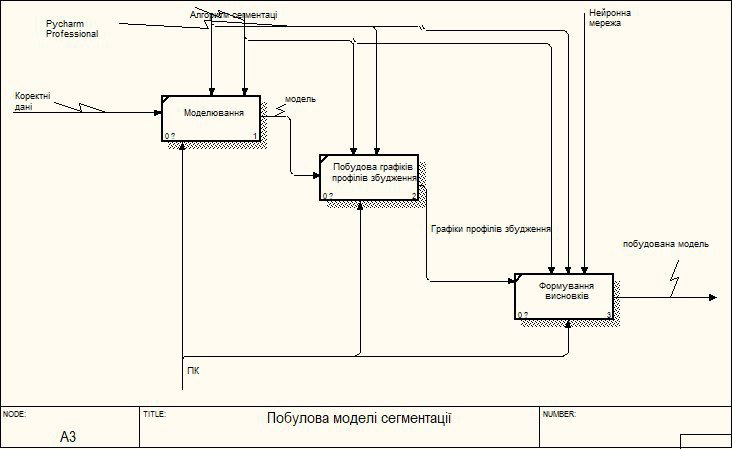 Pycharm
Professional
Алгоритм сегментації
Нейронна
мережа
Коректні
дані
Моделювання
0 ?
1
модель
Побудова графіків
профілів збудження
0 ?
2
Графіки профілів збудження
побудована модель
Формування
висновків
0 ?
3
ПК
NODE:
A3
TITLE:
Побулова моделі сегментації
NUMBER: